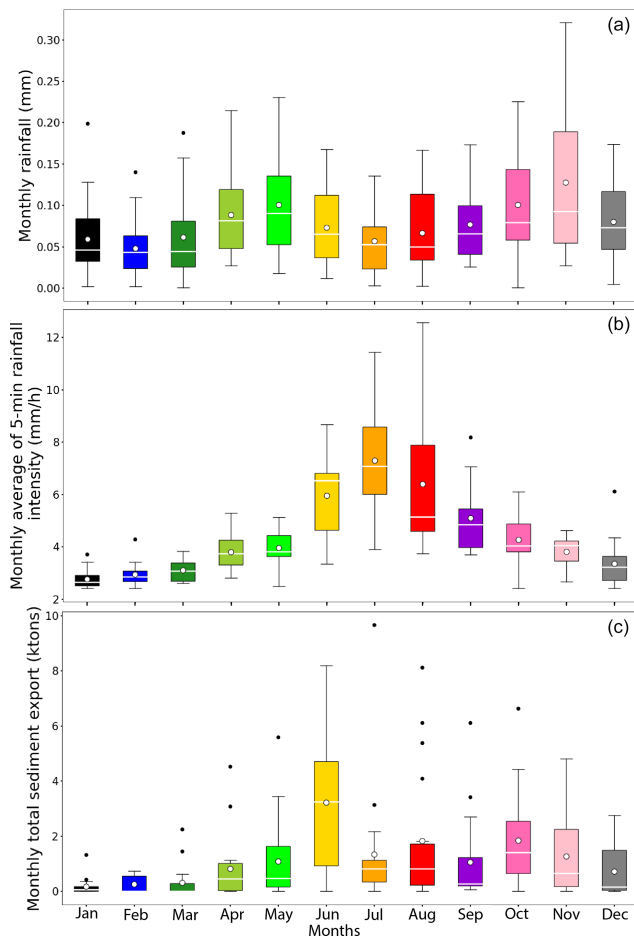 (a)
Monthly rainfall (mm)
0.30
0.25
0.20
0.15
0.10
0.05
0.00
(b)
Monthly average of 5-min rainfall
intensity (mm/h)
12
10
8
6
4
2
(c)
Monthly total sediment export (ktons)
10
8
6
4
2
0
Jan Feb Mar Apr May Jun Jul Aug Sep Oct Nov Dec
Months